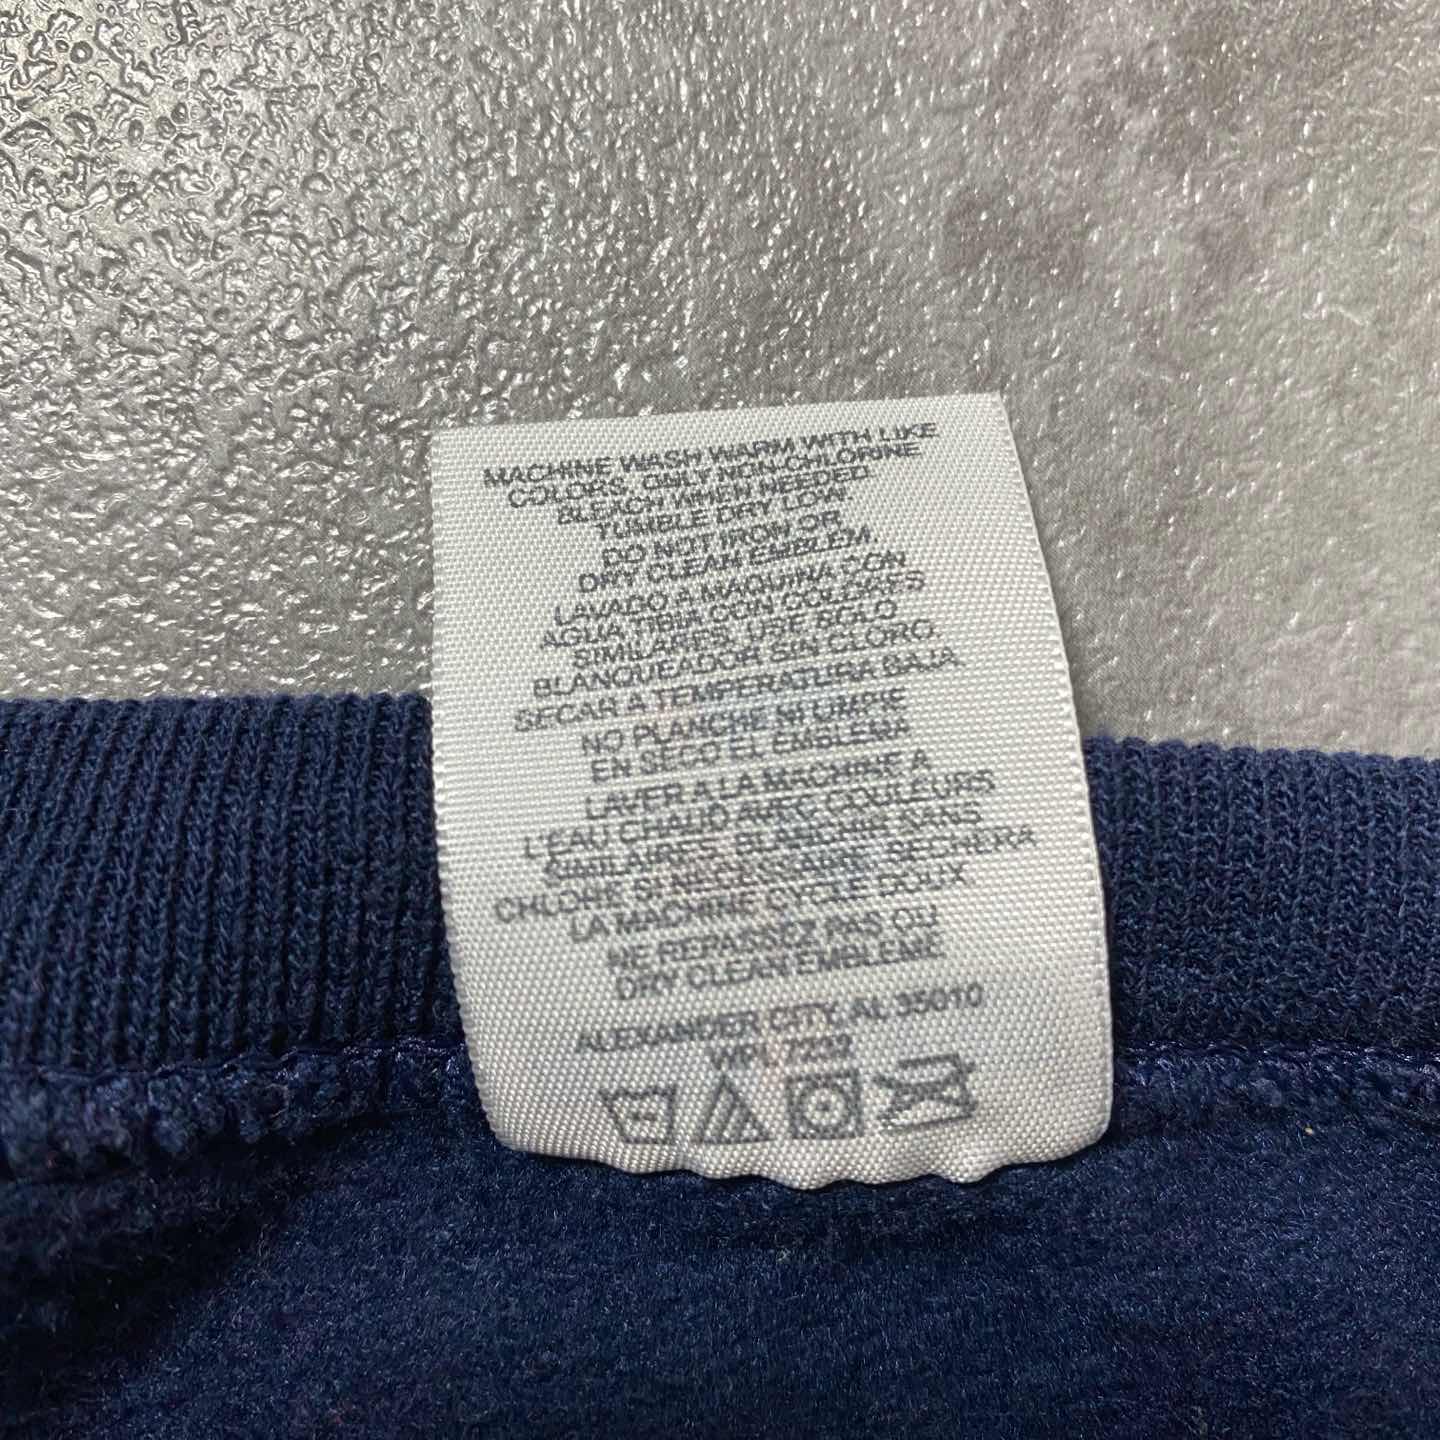 MACHINE WASH WARM WITH LIKE
COLORS. ONLY NON-CHLORINE
BLEACH WHEN NEEDED.
TUMBLE DRY LOW.
DO NOT IRON OR
DRY CLEAN EMBLEM.
LAVADO A MAQUINA CON
AGUA TIBIA CON COLORES
SIMILARES. USE SOLO
BLANQUEADOR SIN CLORO.
SECAR A TEMPERATURA BAJA.
NO PLANCHE NI LIMPIE
EN SECO EL EMBLEMA
LAVER A LA MACHINE A
L'EAU CHAUD AVEC COULEURS
SIMILAIRES. BLANCHIR SANS
CHLORE SI NECESSAIRE. SECHER A
LA MACHINE CYCLE DOUX
NE REPASSEZ PAS OU
DRY CLEAN EMBLEME
ALEXANDER CITY, AL 35010
WPL 7232